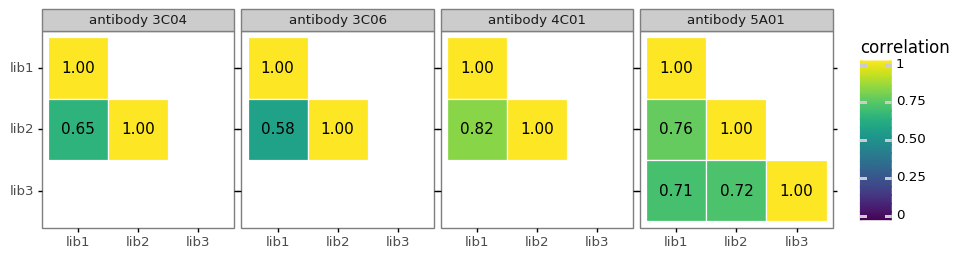 antibody 3C04 antibody 3C06 antibody 4C01 antibody 5A01
correlation
lib1 1.00 1.00 1.00 1.00
1
0.75
lib2 0.65 1.00 0.58 1.00 0.82 1.00 0.76 1.00
0.50
0.25
lib3 0.71 0.72 1.00
0
lib1 lib2 lib3 lib1 lib2 lib3 lib1 lib2 lib3 lib1 lib2 lib3